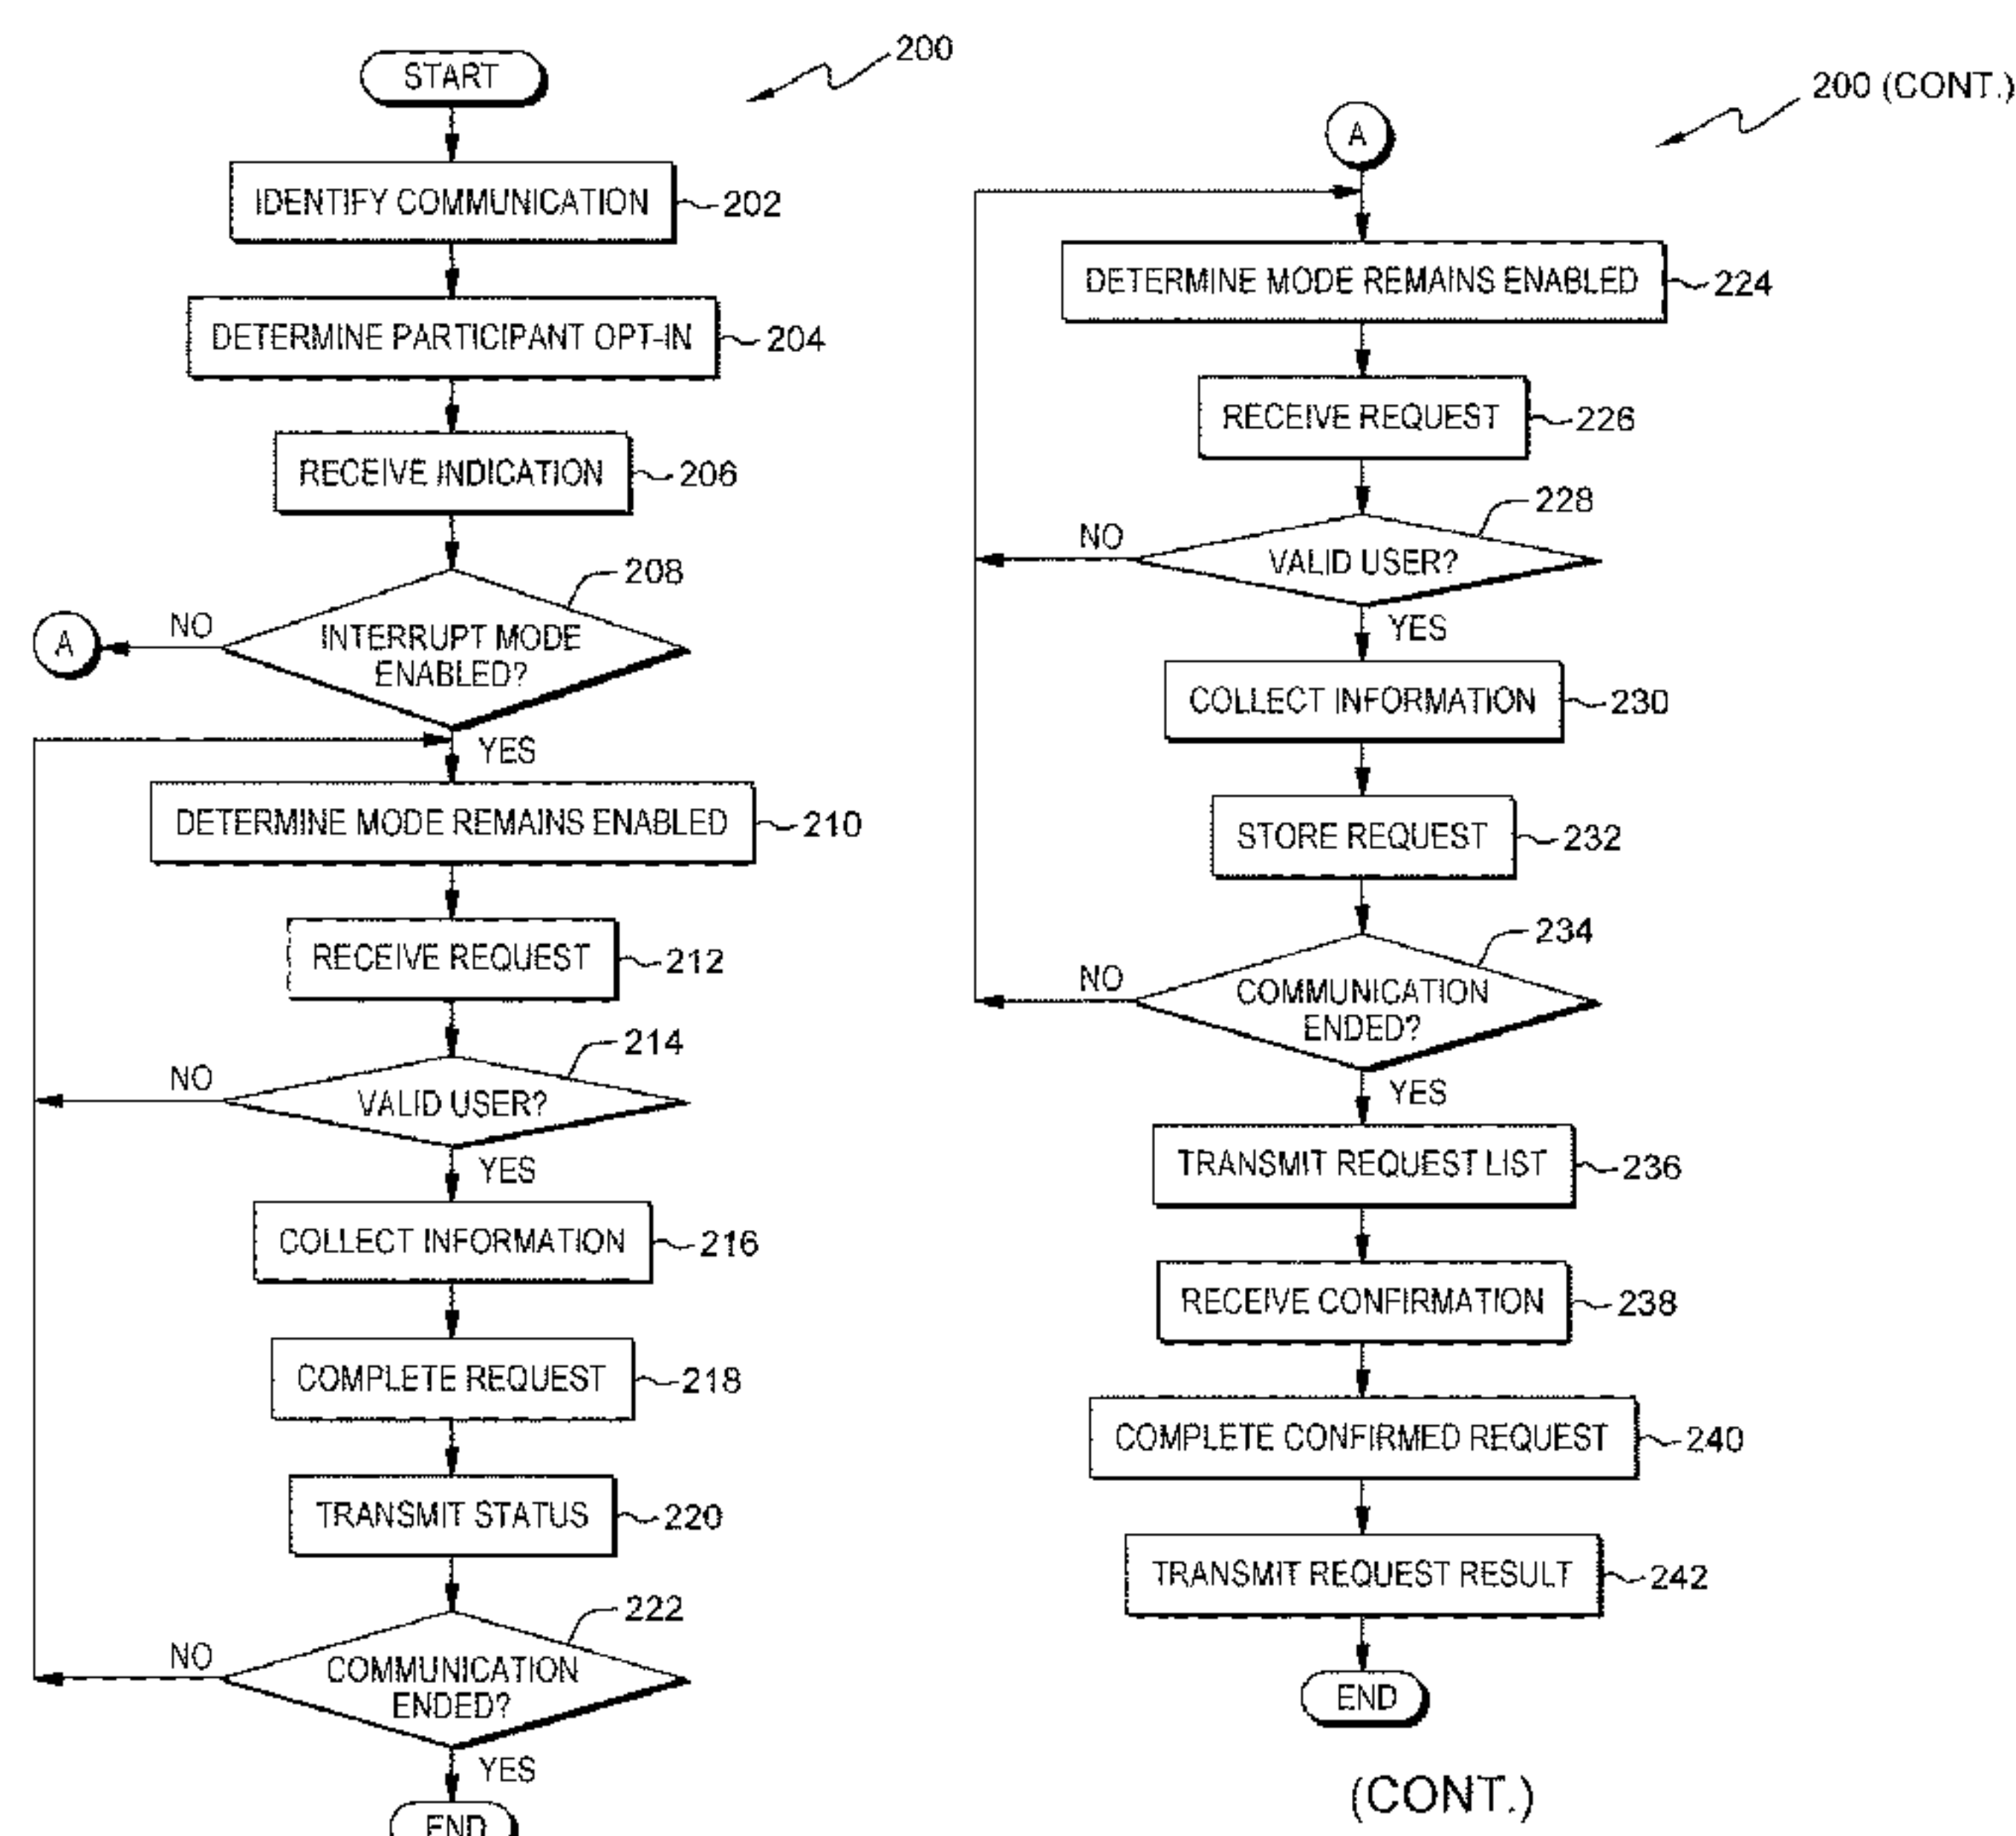 START
200
IDENTIFY COMMUNICATION
202
DETERMINE PARTICIPANT OPT-IN
204
RECEIVE INDICATION
206
208
INTERRUPT MODE
ENABLED?
NO
A
YES
DETERMINE MODE REMAINS ENABLED
210
RECEIVE REQUEST
212
214
VALID USER?
NO
YES
COLLECT INFORMATION
216
COMPLETE REQUEST
218
TRANSMIT STATUS
220
222
COMMUNICATION
ENDED?
NO
YES
END
200 (CONT.)
A
DETERMINE MODE REMAINS ENABLED
224
RECEIVE REQUEST
226
228
VALID USER?
NO
YES
COLLECT INFORMATION
230
STORE REQUEST
232
234
COMMUNICATION
ENDED?
NO
YES
TRANSMIT REQUEST LIST
236
RECEIVE CONFIRMATION
238
COMPLETE CONFIRMED REQUEST
240
TRANSMIT REQUEST RESULT
242
END
(CONT.)